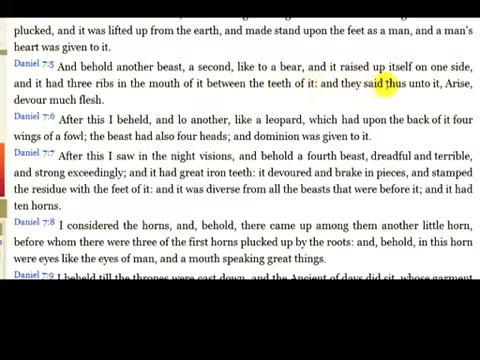 plucked, and it was lifted up from the earth, and made stand upon the feet as a man, and a man's
heart was given to it.
Daniel 7:5 And behold another beast, a second, like to a bear, and it raised up itself on one side,
and it had three ribs in the mouth of it between the teeth of it: and they said thus unto it, Arise,
devour much flesh.
Daniel 7:6 After this I beheld, and lo another, like a leopard, which had upon the back of it four
wings of a fowl; the beast had also four heads; and dominion was given to it.
Daniel 7:7 After this I saw in the night visions, and behold a fourth beast, dreadful and terrible,
and strong exceedingly; and it had great iron teeth: it devoured and brake in pieces, and stamped
the residue with the feet of it: and it was diverse from all the beasts that were before it; and it had
ten horns.
Daniel 7:8 I considered the horns, and, behold, there came up among them another little horn,
before whom there were three of the first horns plucked up by the roots: and, behold, in this horn
were eyes like the eyes of man, and a mouth speaking great things.
Daniel 7:9 I beheld till the thrones were cast down, and the Ancient of days did sit, whose garment